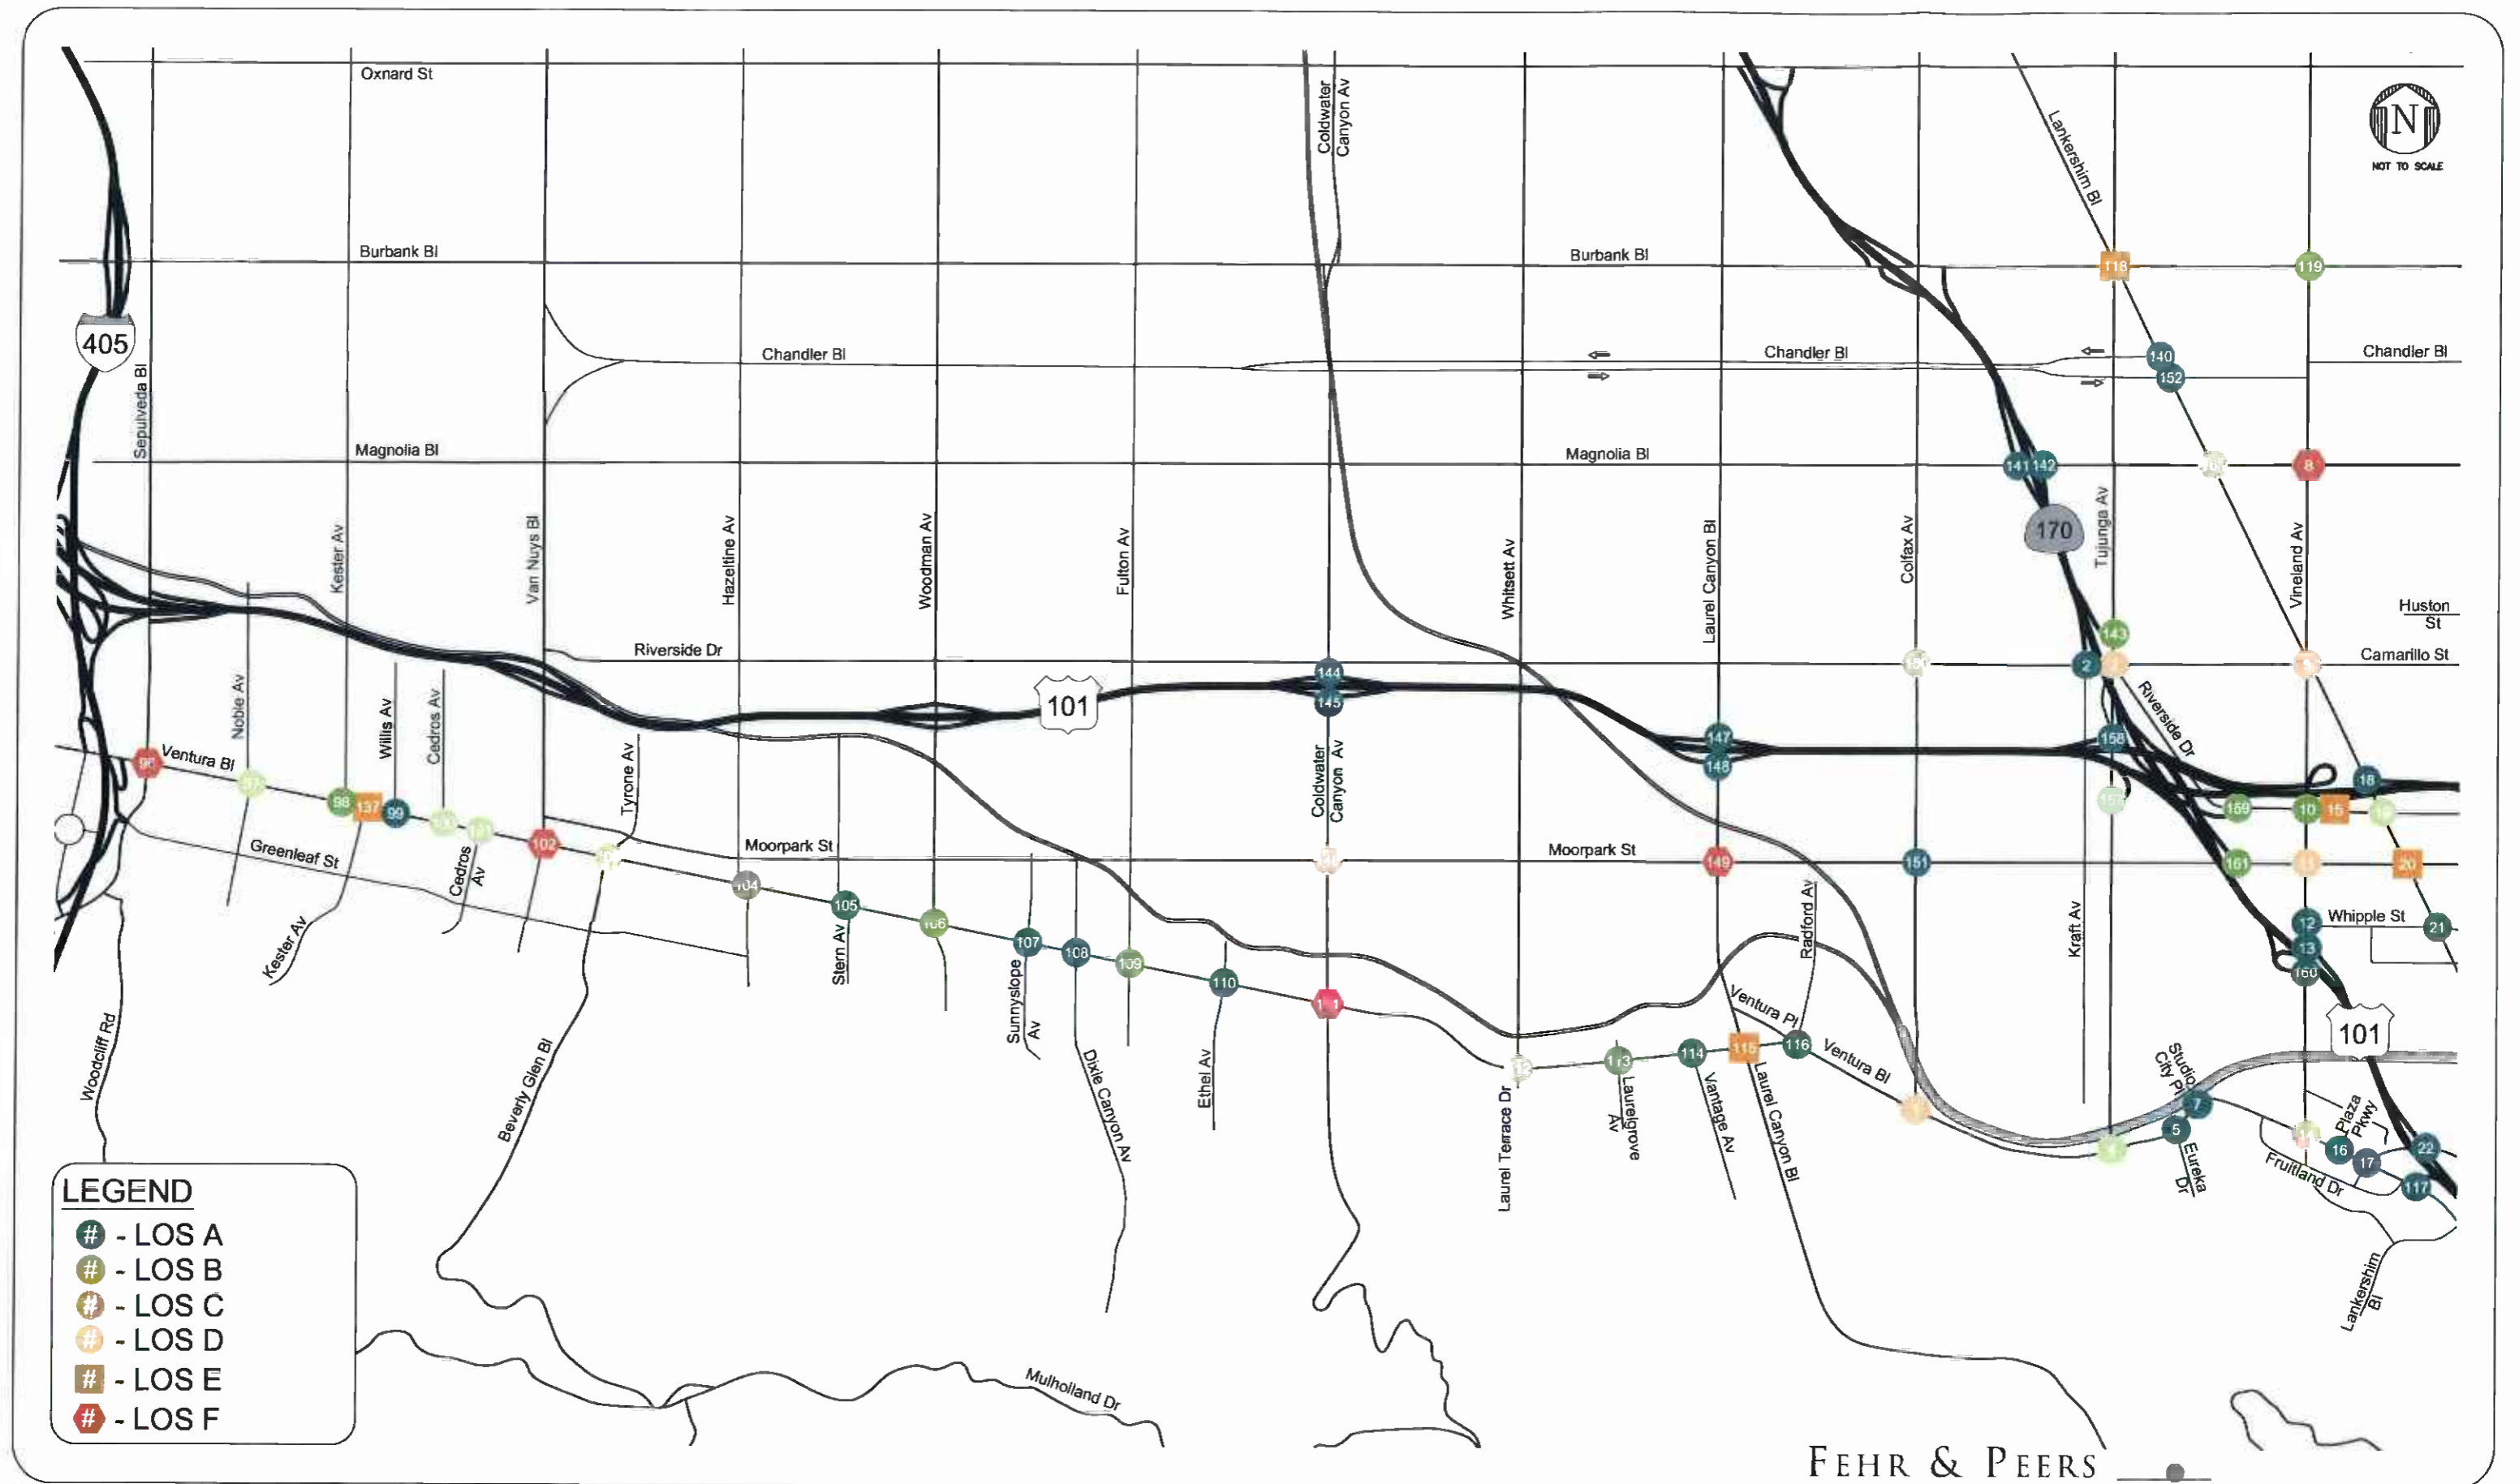 Oxnard St
Coldwater
Canyon Av
Lankershim Bl
N
NOT TO SCALE
Burbank Bl
Burbank Bl
118
119
405
Chandler Bl
Chandler Bl
Chandler Bl
140
152
Sepulveda Bl
Magnolia Bl
Magnolia Bl
141
142
8
170
Kester Av
Van Nuys Bl
Hazeltine Av
Woodman Av
Fulton Av
Whitsett Av
Laurel Canyon Bl
Colfax Av
Tujunga Av
Vineland Av
Huston
St
143
Riverside Dr
144
145
2
Camarillo St
101
Noble Av
Willis Av
Cedros Av
Tyrone Av
Riverside Dr
147
148
158
18
96
Ventura Bl
98
137
99
102
Coldwater
Canyon Av
159
10
15
Greenleaf St
Cedros
Av
Moorpark St
Moorpark St
149
151
161
20
104
105
106
107
108
109
110
Kester Av
Stern Av
Sunnyslope
Av
Radford Av
Kraft Av
12
Whipple St
21
13
160
Woodcliff Rd
Beverly Glen Bl
Dixie Canyon Av
Ethel Av
Ventura Pl
101
113
114
115
116
Ventura Bl
Laurel Terrace Dr
Laurelgrove
Av
Vantage Av
Laurel Canyon Bl
Studio
City Pl
7
5
Eureka
Dr
Plaza
Pkwy
16
17
22
117
Fruitland Dr
Lankershim
Bl
LEGEND
# - LOS A
# - LOS B
# - LOS C
# - LOS D
# - LOS E
# - LOS F
Mulholland Dr
FEHR & PEERS